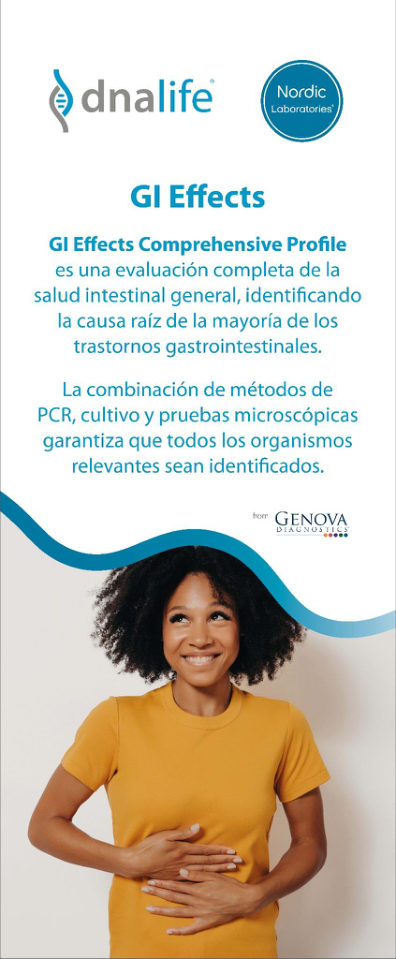 dnalife®
Nordic
Laboratories®
GI Effects
GI Effects Comprehensive Profile
es una evaluación completa de la
salud intestinal general, identificando
la causa raíz de la mayoría de los
trastornos gastrointestinales.
La combinación de métodos de
PCR, cultivo y pruebas microscópicas
garantiza que todos los organismos
relevantes sean identificados.
from GENOVA
DIAGNOSTICS